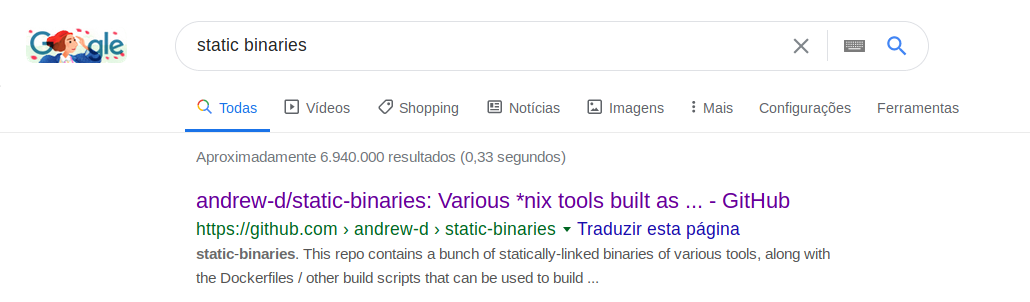 Google
static binaries
Todas Vídeos Shopping Notícias Imagens Mais Configurações Ferramentas
Aproximadamente 6.940.000 resultados (0,33 segundos)
andrew-d/static-binaries: Various *nix tools built as ... - GitHub
https://github.com › andrew-d › static-binaries Traduzir esta página
static-binaries. This repo contains a bunch of statically-linked binaries of various tools, along with
the Dockerfiles / other build scripts that can be used to build ...